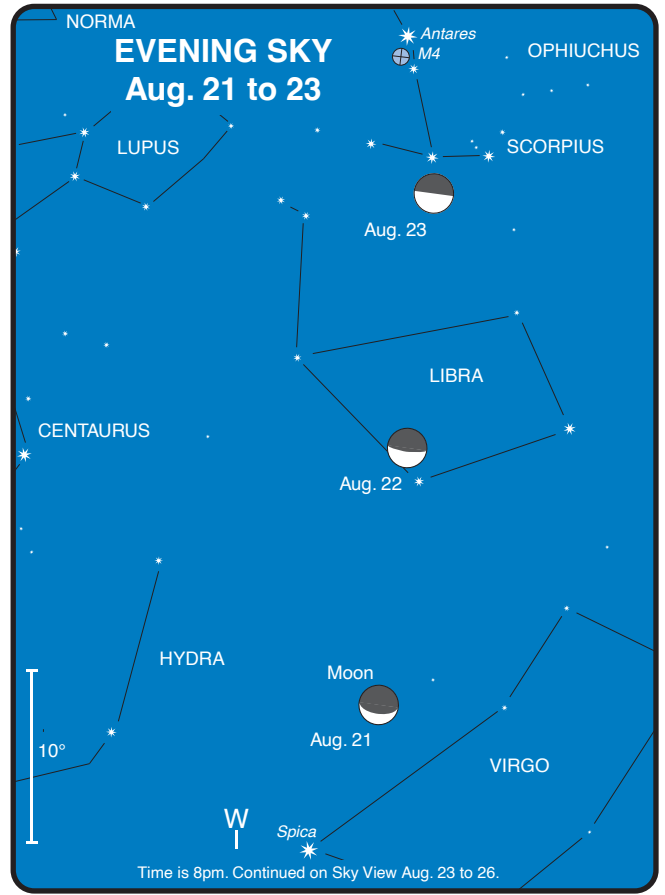 NORMA
EVENING SKY
Aug. 21 to 23
Antares
M4
OPHIUCHUS
LUPUS
SCORPIUS
Aug. 23
LIBRA
CENTAURUS
Aug. 22
HYDRA
Moon
Aug. 21
10°
VIRGO
W
Spica
Time is 8pm. Continued on Sky View Aug. 23 to 26.